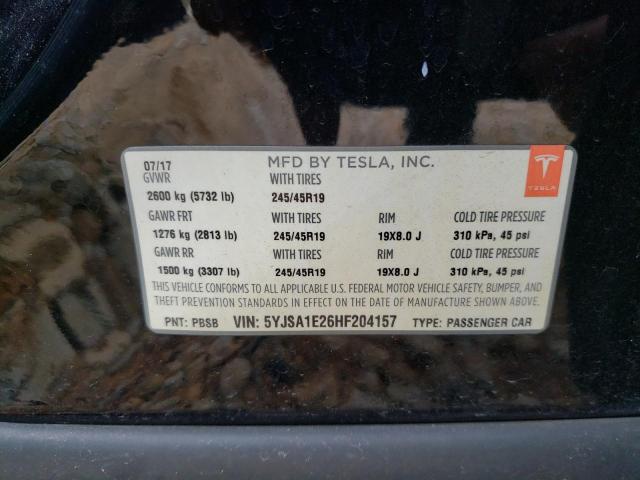 07/17 MFD BY TESLA, INC.
GVWR WITH TIRES TESLA
2600 kg (5732 lb) 245/45R19
GAWR FRT WITH TIRES RIM COLD TIRE PRESSURE
1276 kg (2813 lb) 245/45R19 19X8.0 J 310 kPa, 45 psi
GAWR RR WITH TIRES RIM COLD TIRE PRESSURE
1500 kg (3307 lb) 245/45R19 19X8.0 J 310 kPa, 45 psi
THIS VEHICLE CONFORMS TO ALL APPLICABLE U.S. FEDERAL MOTOR VEHICLE SAFETY, BUMPER, AND
THEFT PREVENTION STANDARDS IN EFFECT ON THE DATE OF MANUFACTURE SHOWN ABOVE.
PNT: PBSB VIN: 5YJSA1E26HF204157 TYPE: PASSENGER CAR